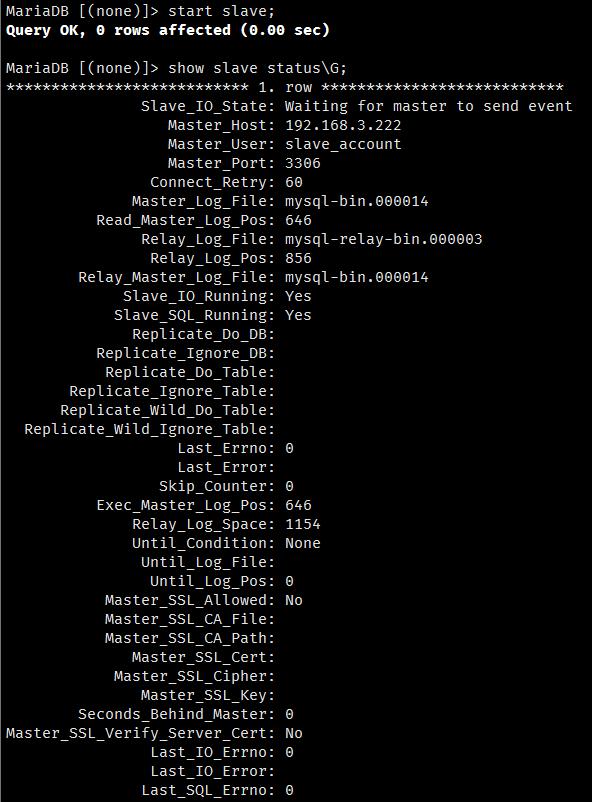 MariaDB [(none)]> start slave;
Query OK, 0 rows affected (0.00 sec)
MariaDB [(none)]> show slave status\G;
*************************** 1. row ***************************
Slave_IO_State: Waiting for master to send event
Master_Host: 192.168.3.222
Master_User: slave_account
Master_Port: 3306
Connect_Retry: 60
Master_Log_File: mysql-bin.000014
Read_Master_Log_Pos: 646
Relay_Log_File: mysql-relay-bin.000003
Relay_Log_Pos: 856
Relay_Master_Log_File: mysql-bin.000014
Slave_IO_Running: Yes
Slave_SQL_Running: Yes
Replicate_Do_DB:
Replicate_Ignore_DB:
Replicate_Do_Table:
Replicate_Ignore_Table:
Replicate_Wild_Do_Table:
Replicate_Wild_Ignore_Table:
Last_Errno: 0
Last_Error:
Skip_Counter: 0
Exec_Master_Log_Pos: 646
Relay_Log_Space: 1154
Until_Condition: None
Until_Log_File:
Until_Log_Pos: 0
Master_SSL_Allowed: No
Master_SSL_CA_File:
Master_SSL_CA_Path:
Master_SSL_Cert:
Master_SSL_Cipher:
Master_SSL_Key:
Seconds_Behind_Master: 0
Master_SSL_Verify_Server_Cert: No
Last_IO_Errno: 0
Last_IO_Error:
Last_SQL_Errno: 0